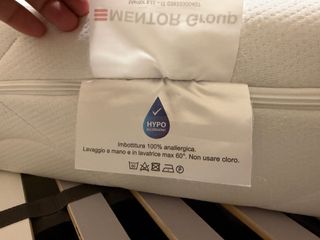 MENTOR Group
HYPO
Imbottitura 100% anallergica.
Lavaggio e mano e in lavatrice max 60°. Non usare cloro.